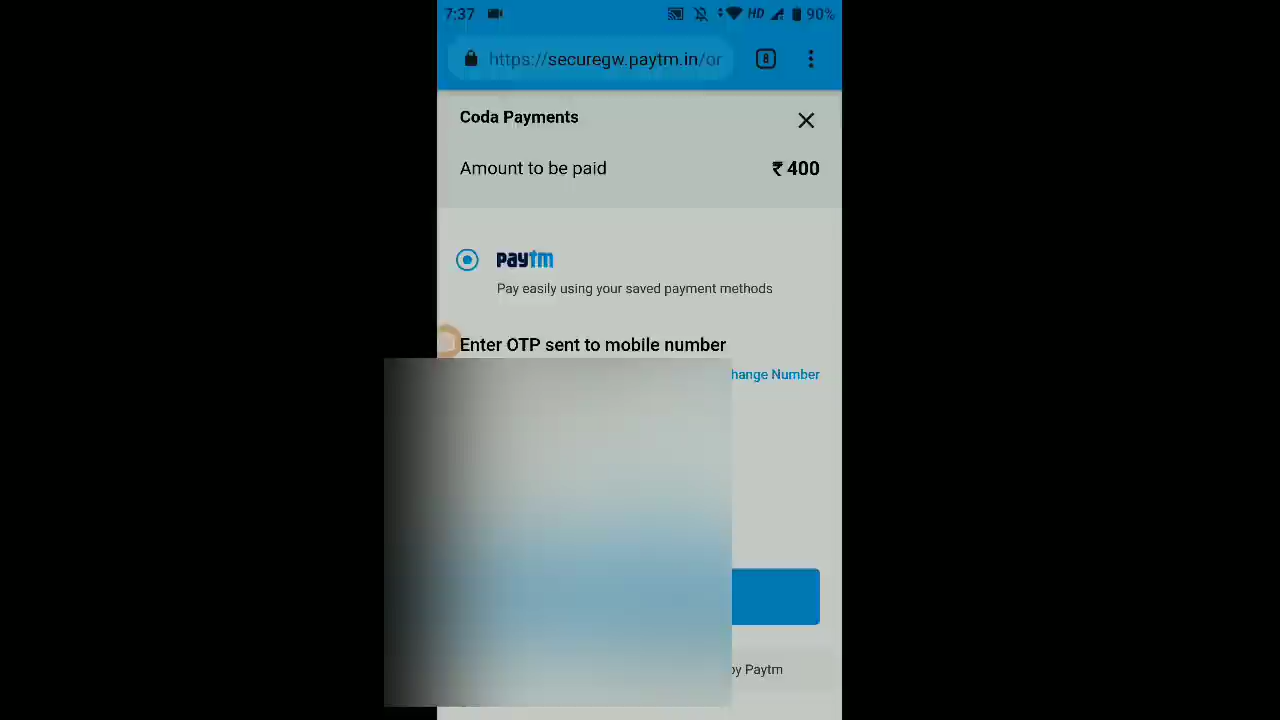 7:37 HD 90%
https://securegw.paytm.in/or 8
Coda Payments
Amount to be paid ₹ 400
paytm
Pay easily using your saved payment methods
Enter OTP sent to mobile number
hange Number
by Paytm